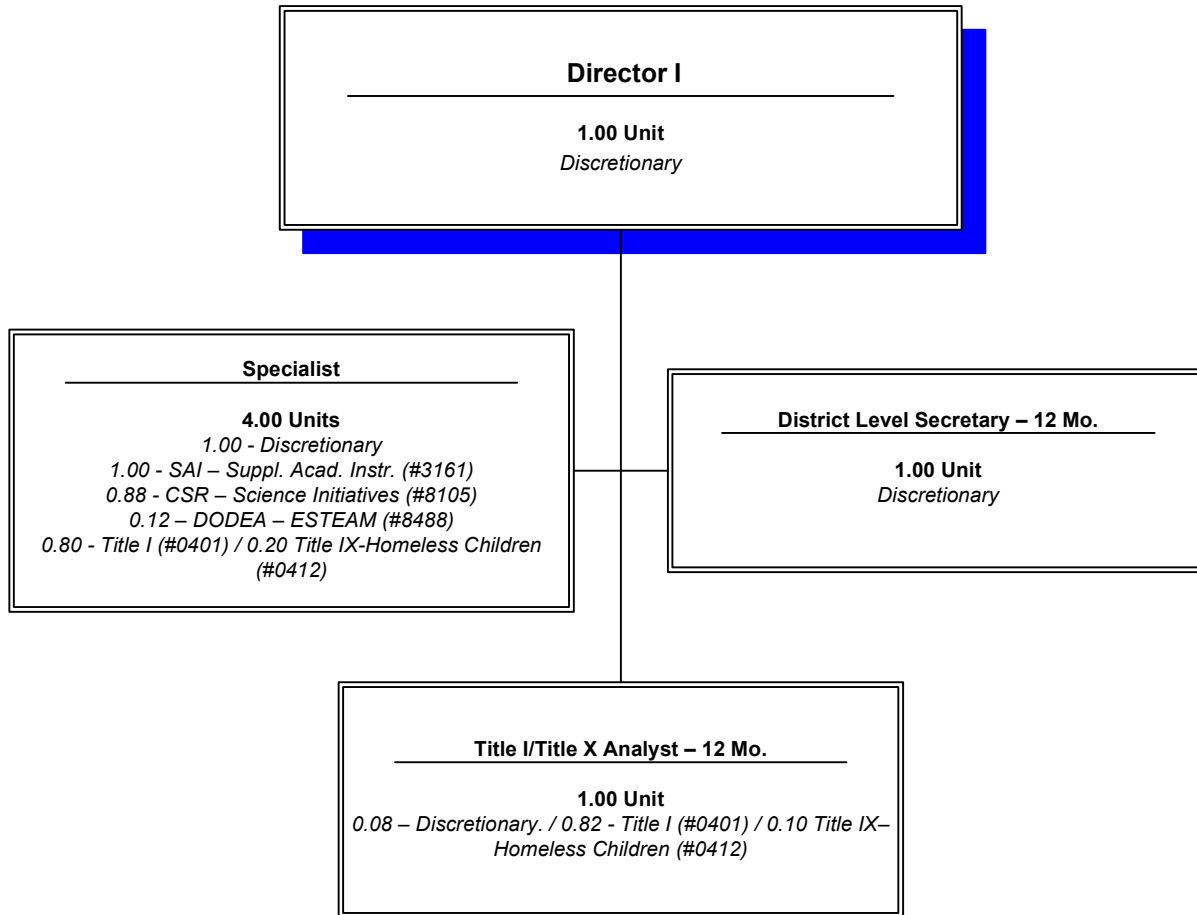 Director I
1.00 Unit
Discretionary
Specialist
4.00 Units
1.00 - Discretionary
1.00 - SAI – Suppl. Acad. Instr. (#3161)
0.88 - CSR – Science Initiatives (#8105)
0.12 – DODEA – ESTEAM (#8488)
0.80 - Title I (#0401) / 0.20 Title IX-Homeless Children
(#0412)
District Level Secretary – 12 Mo.
1.00 Unit
Discretionary
Title I/Title X Analyst – 12 Mo.
1.00 Unit
0.08 – Discretionary. / 0.82 - Title I (#0401) / 0.10 Title IX–
Homeless Children (#0412)